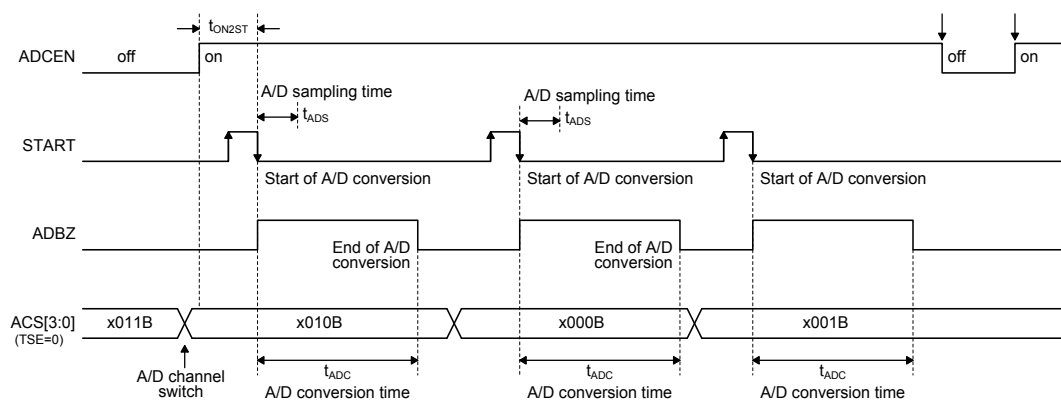 tON2ST
ADCEN
off
on
off
on
A/D sampling time
tADS
A/D sampling time
tADS
START
Start of A/D conversion
Start of A/D conversion
Start of A/D conversion
ADBZ
End of A/D
conversion
End of A/D
conversion
ACS[3:0]
(TSE=0)
x011B
x010B
x000B
x001B
A/D channel
switch
tADC
A/D conversion time
tADC
A/D conversion time
tADC
A/D conversion time